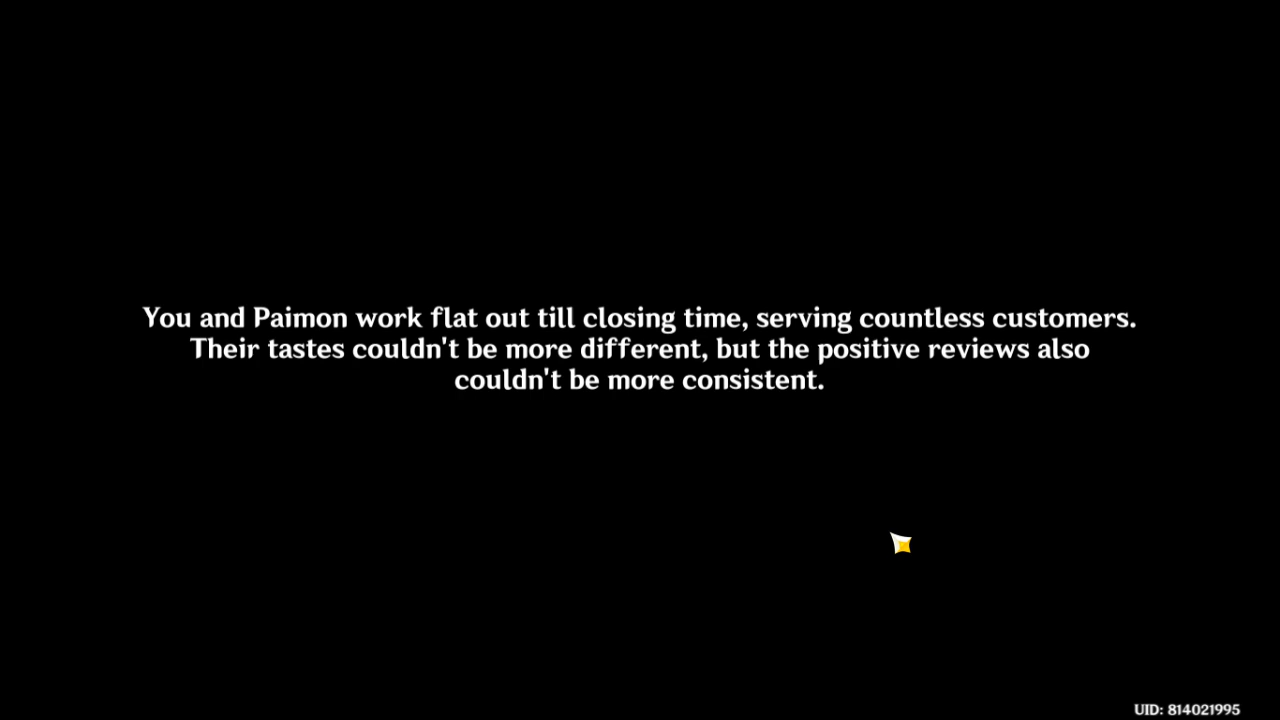 You and Paimon work flat out till closing time, serving countless customers.
Their tastes couldn't be more different, but the positive reviews also
couldn't be more consistent.
UID: 814021995